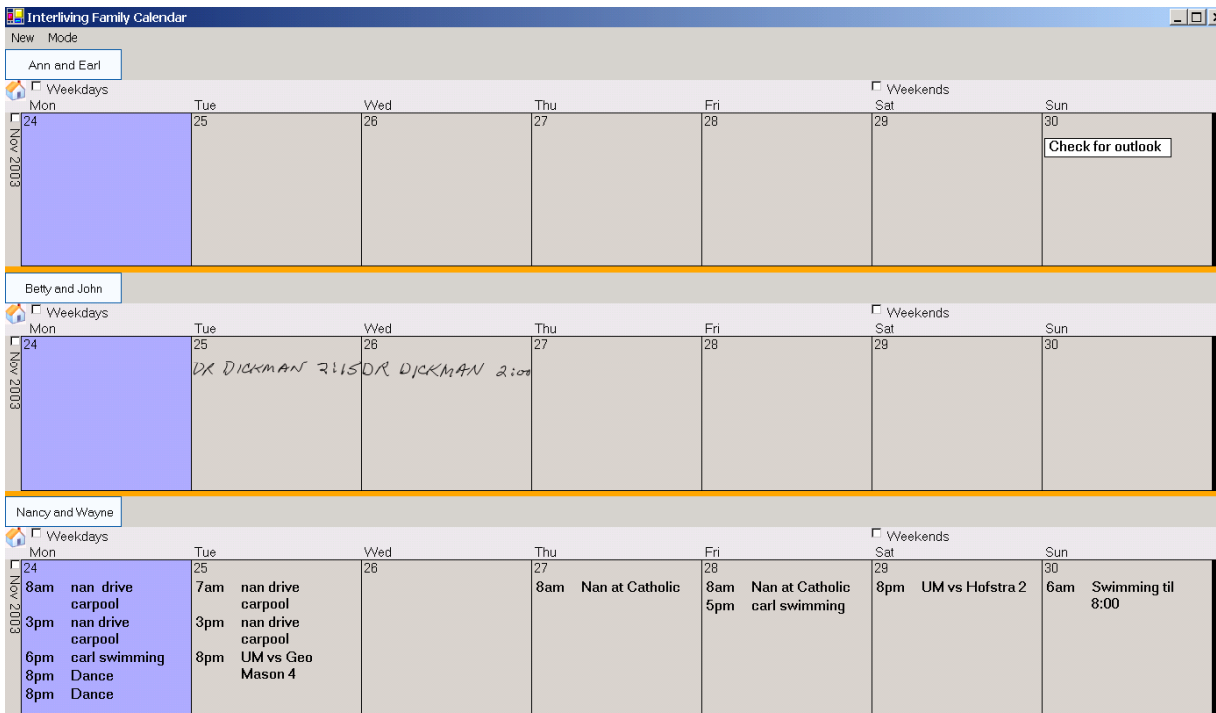 Interliving Family Calendar
New Mode
Ann and Earl
Weekdays Weekends
Mon Tue Wed Thu Fri Sat Sun
Nov 2003
24 25 26 27 28 29 30
Check for outlook
Betty and John
Weekdays Weekends
Mon Tue Wed Thu Fri Sat Sun
Nov 2003
24 25 26 27 28 29 30
DR DICKMAN 2:15 DR DICKMAN 2:00
Nancy and Wayne
Weekdays Weekends
Mon Tue Wed Thu Fri Sat Sun
Nov 2003
24
8am nan drive
carpool
3pm nan drive
carpool
6pm carl swimming
8pm Dance
8pm Dance
25
7am nan drive
carpool
3pm nan drive
carpool
8pm UM vs Geo
Mason 4
26
27
8am Nan at Catholic
28
8am Nan at Catholic
5pm carl swimming
29
8pm UM vs Hofstra 2
30
6am Swimming til
8:00